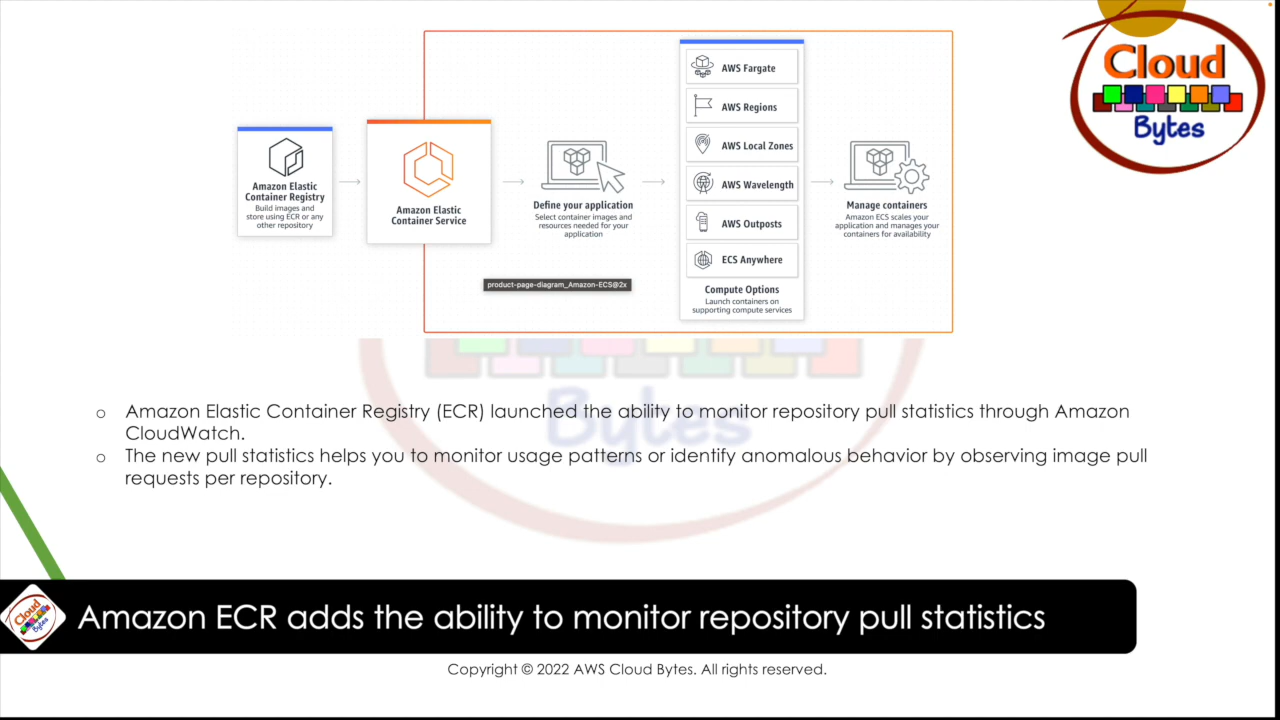 Cloud
Bytes
Amazon Elastic
Container Registry
Build images and
store using ECR or any
other repository
Amazon Elastic
Container Service
Define your application
Select container images and
resources needed for your
application
AWS Fargate
AWS Regions
AWS Local Zones
AWS Wavelength
AWS Outposts
ECS Anywhere
Compute Options
Launch containers on
supporting compute services
Manage containers
Amazon ECS scales your
application and manages your
containers for availability
product-page-diagram_Amazon-ECS@2x
Bytes
o Amazon Elastic Container Registry (ECR) launched the ability to monitor repository pull statistics through Amazon
CloudWatch.
o The new pull statistics helps you to monitor usage patterns or identify anomalous behavior by observing image pull
requests per repository.
Cloud
Bytes
Amazon ECR adds the ability to monitor repository pull statistics
Copyright © 2022 AWS Cloud Bytes. All rights reserved.